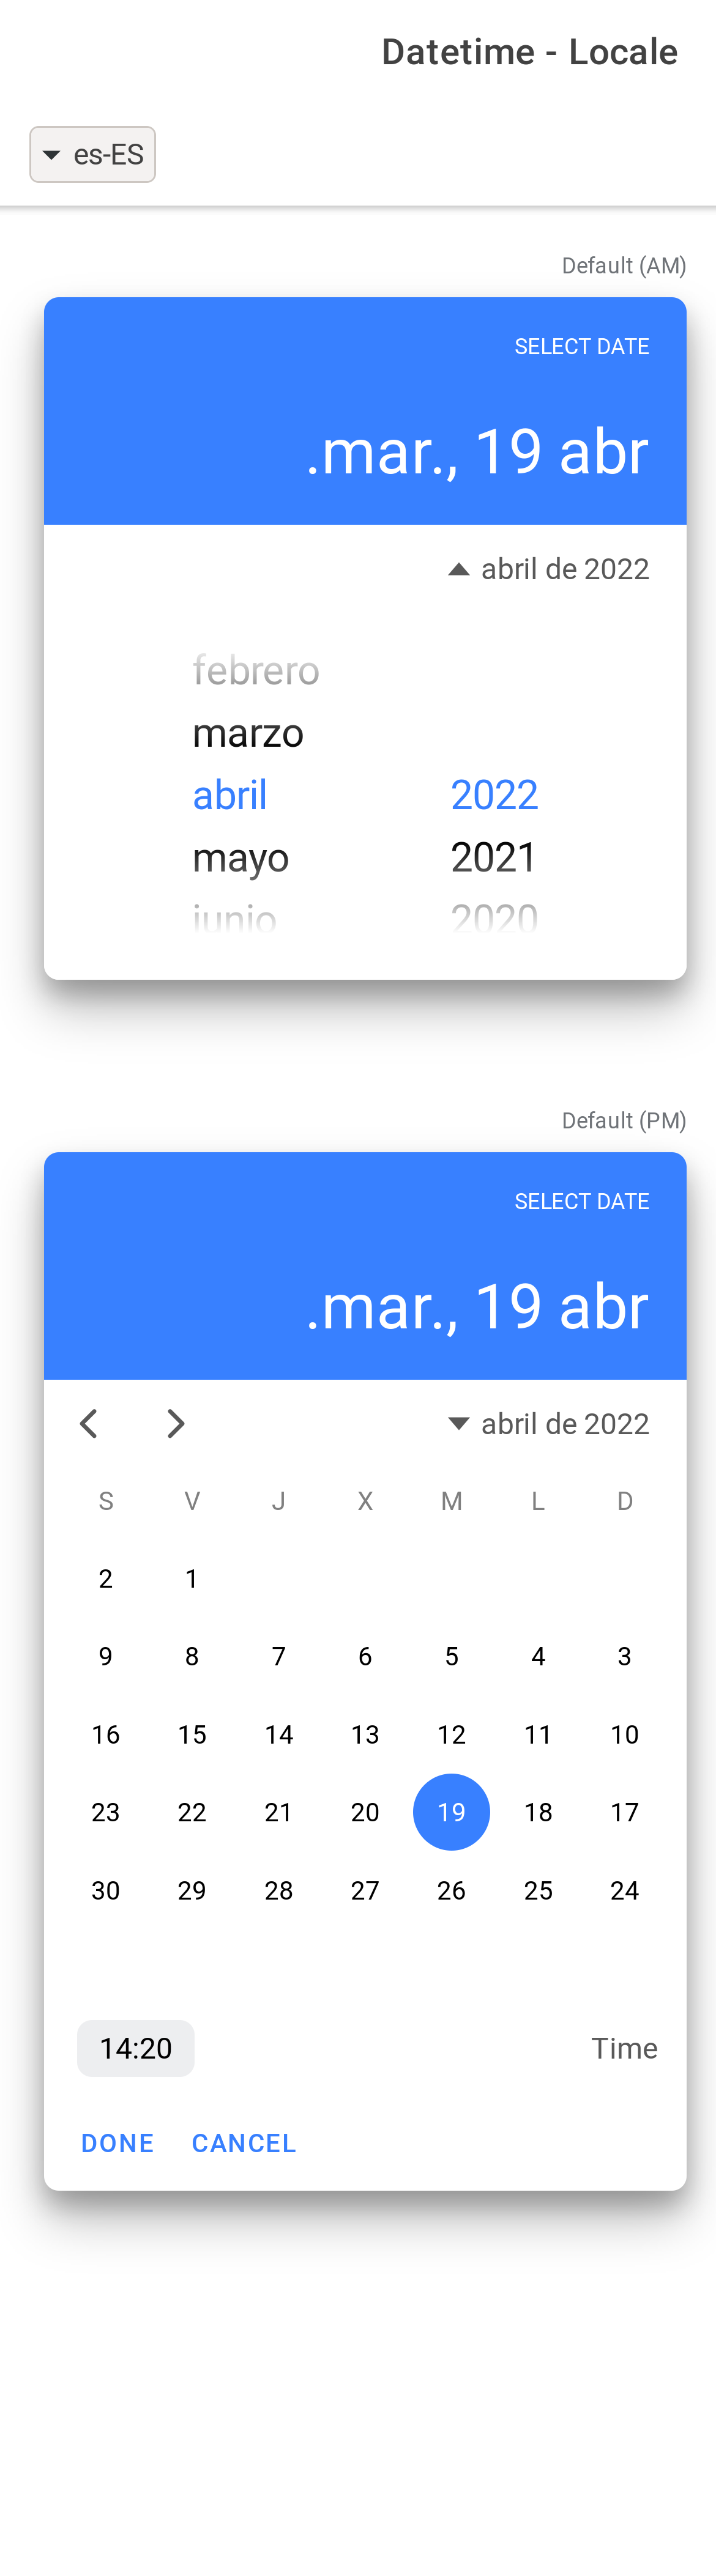 Datetime - Locale
es-ES
Default (AM)
SELECT DATE
.mar., 19 abr
abril de 2022
febrero
marzo
abril 2022
mayo 2021
junio 2020
Default (PM)
SELECT DATE
.mar., 19 abr
abril de 2022
S V J X M L D
2 1
9 8 7 6 5 4 3
16 15 14 13 12 11 10
23 22 21 20 19 18 17
30 29 28 27 26 25 24
14:20 Time
DONE CANCEL